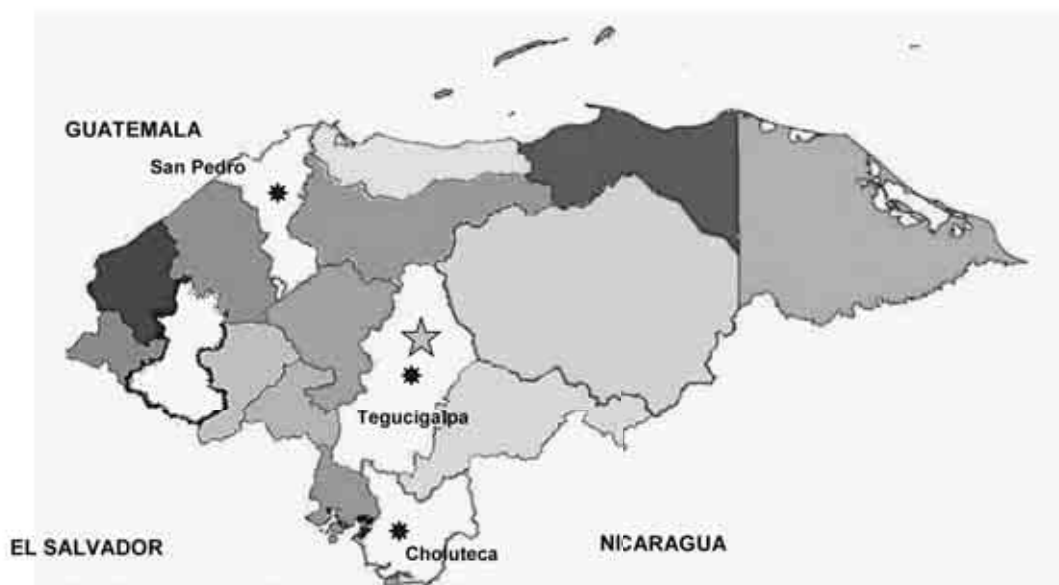 GUATEMALA
San Pedro
Tegucigalpa
EL SALVADOR
Choluteca
NICARAGUA